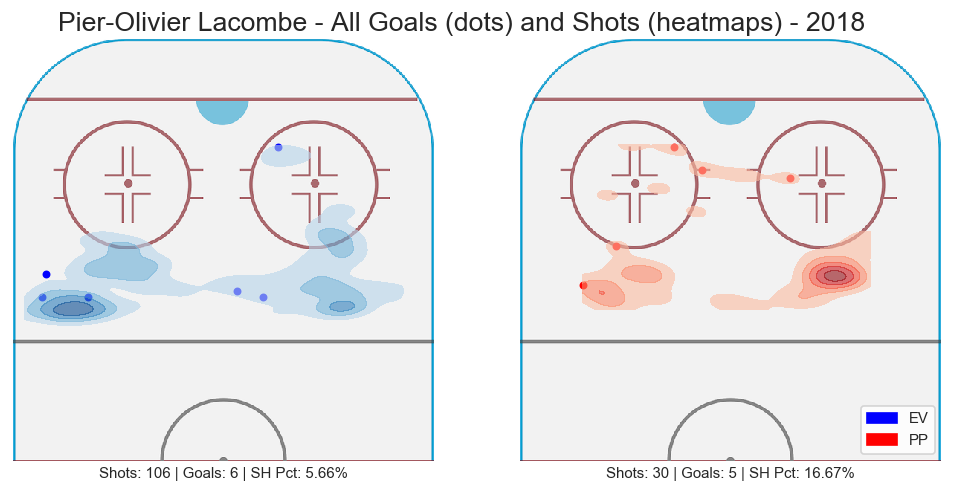 Pier-Olivier Lacombe - All Goals (dots) and Shots (heatmaps) - 2018
EV
PP
Shots: 106 | Goals: 6 | SH Pct: 5.66%
Shots: 30 | Goals: 5 | SH Pct: 16.67%